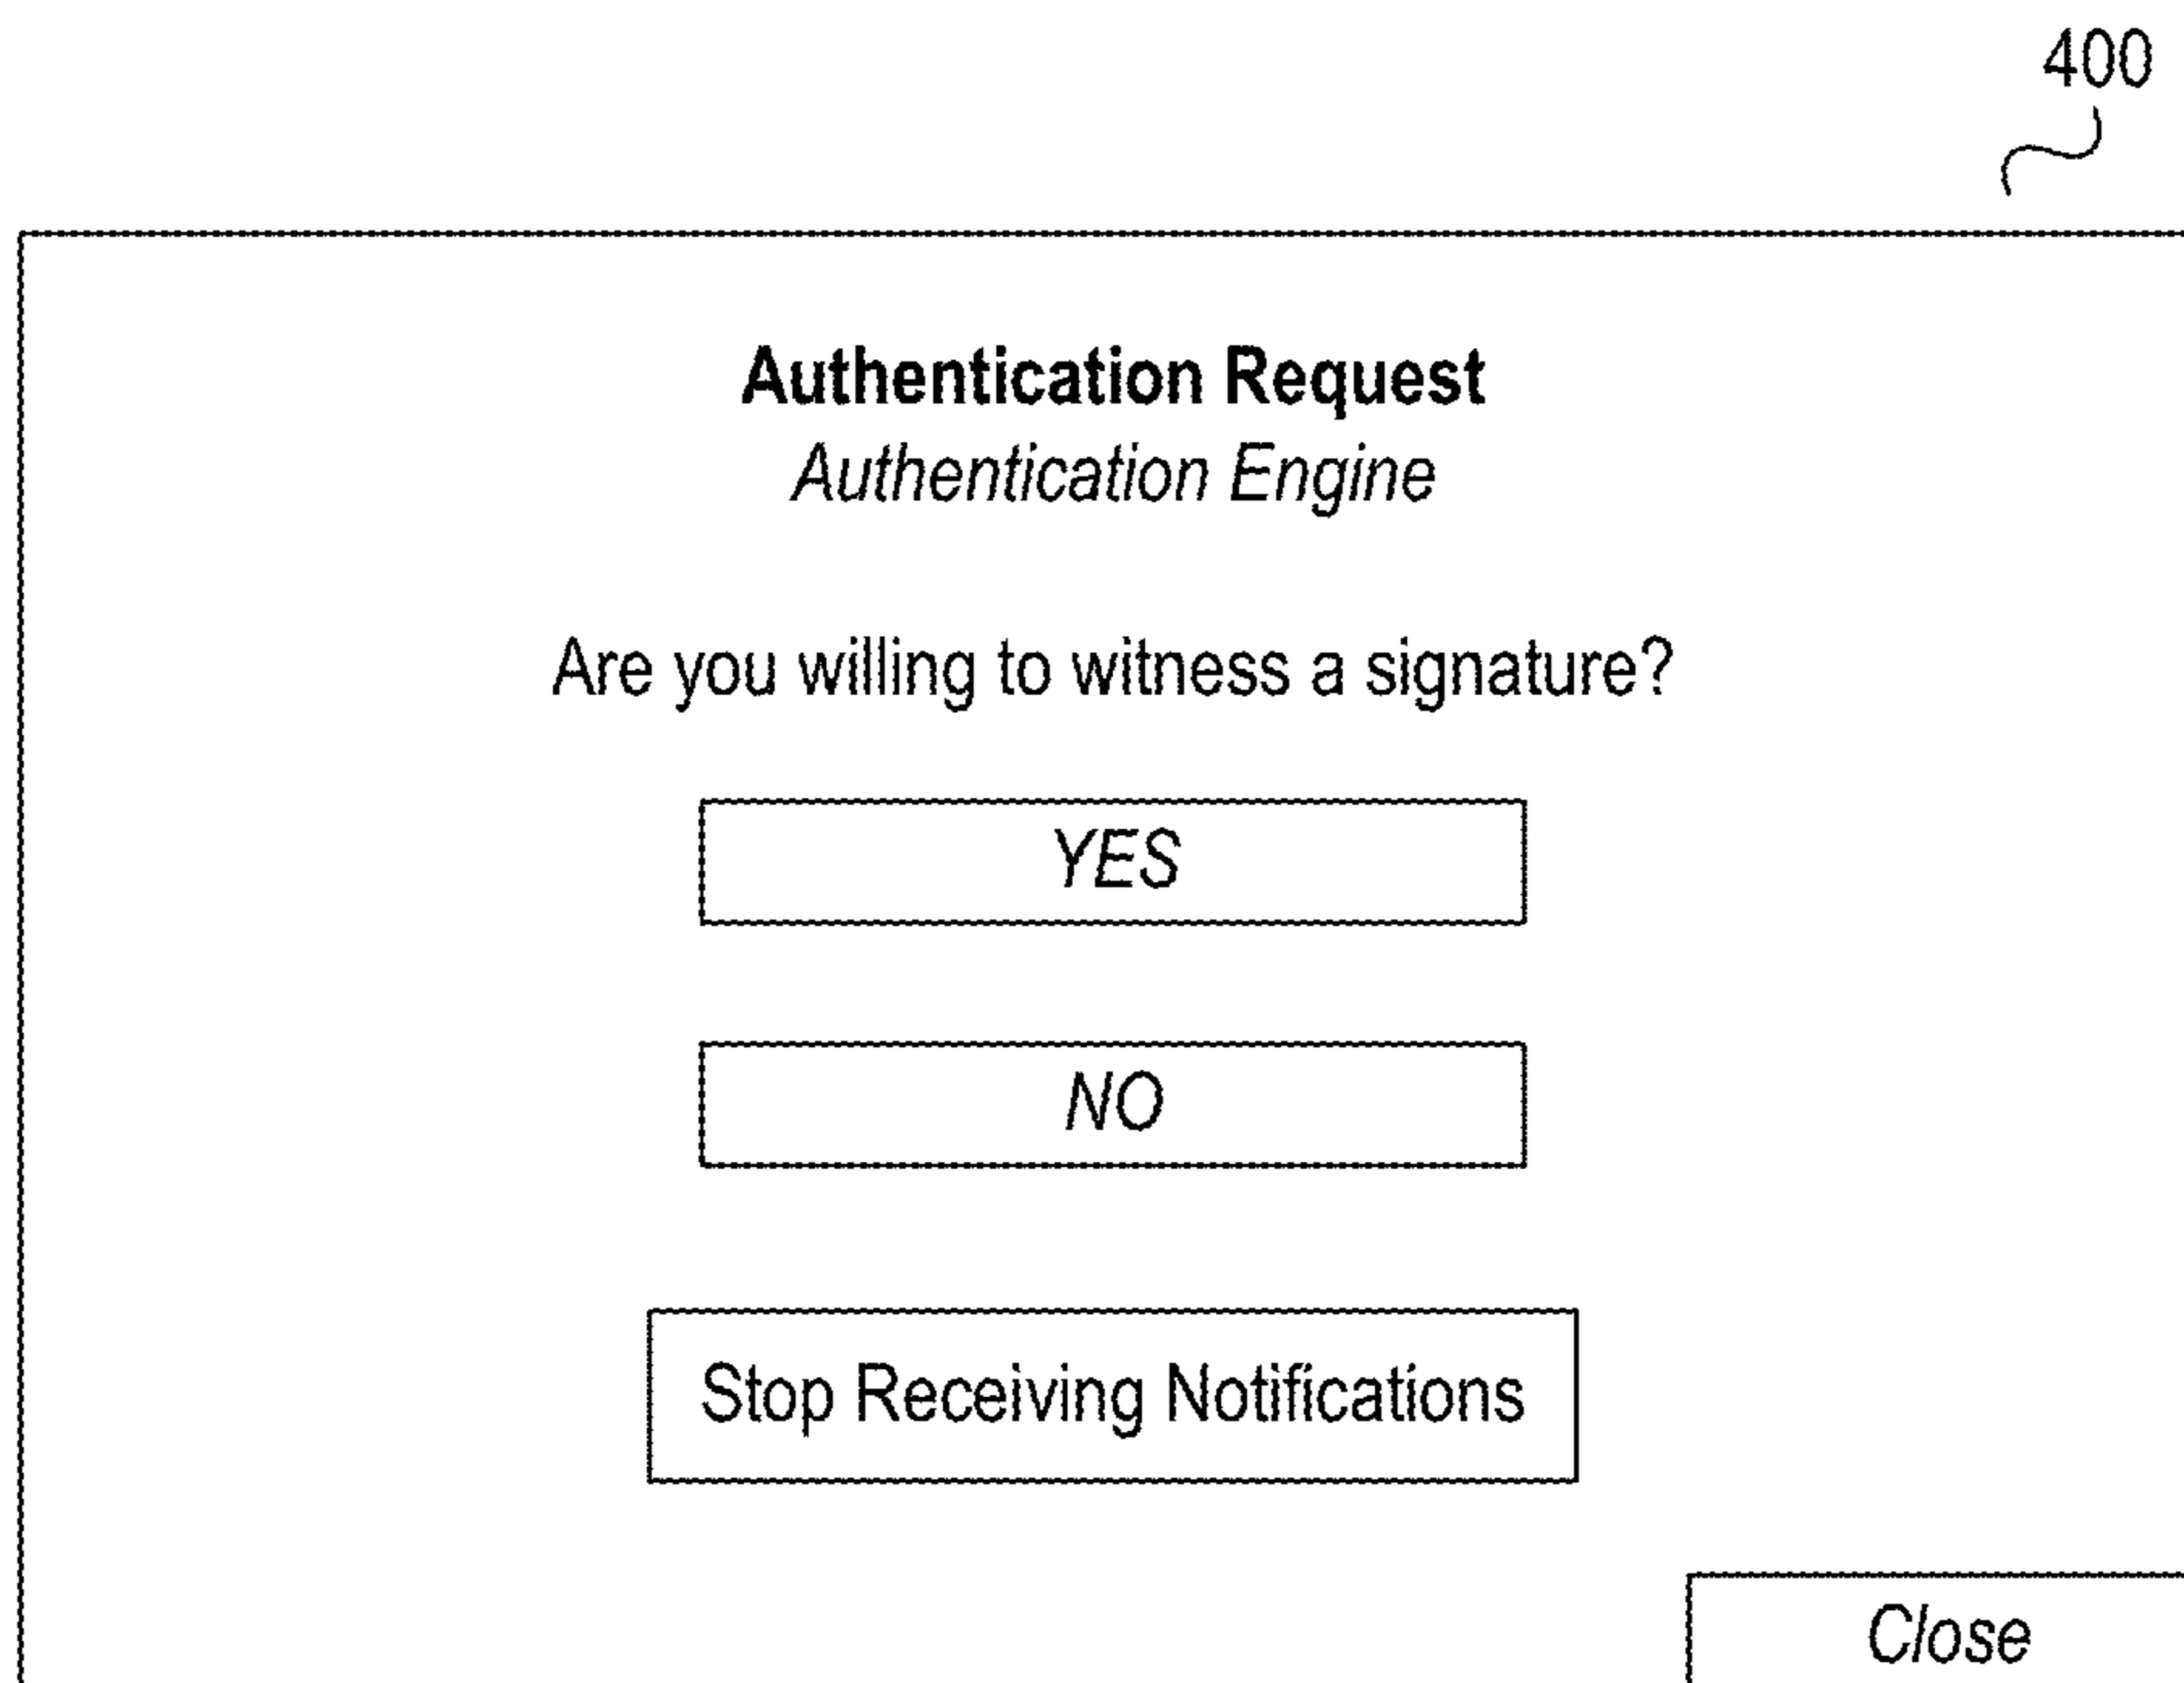 400
Authentication Request
Authentication Engine
Are you willing to witness a signature?
YES
NO
Stop Receiving Notifications
Close